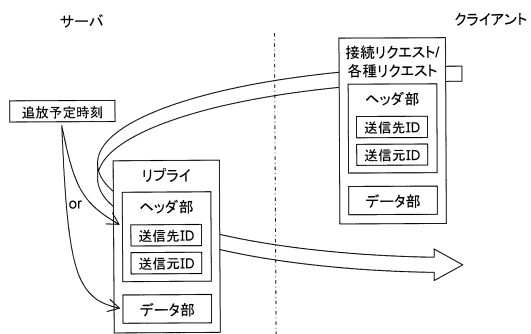 サーバ
クライアント
接続リクエスト/
各種リクエスト
ヘッダ部
送信先ID
送信元ID
データ部
追放予定時刻
or
リプライ
ヘッダ部
送信先ID
送信元ID
データ部